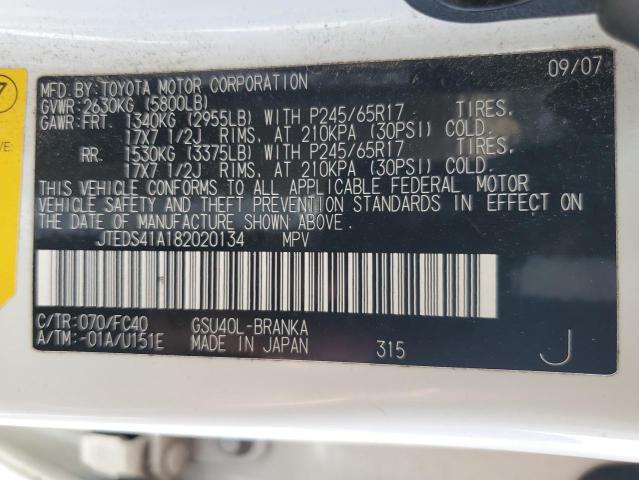 MFD. BY: TOYOTA MOTOR CORPORATION 09/07
GVWR: 2630KG (5800LB)
GAWR: FRT. 1340KG (2955LB) WITH P245/65R17 TIRES,
17X7 1/2J RIMS, AT 210KPA (30PSI) COLD.
RR. 1530KG (3375LB) WITH P245/65R17 TIRES,
17X7 1/2J RIMS, AT 210KPA (30PSI) COLD.
THIS VEHICLE CONFORMS TO ALL APPLICABLE FEDERAL MOTOR
VEHICLE SAFETY AND THEFT PREVENTION STANDARDS IN EFFECT ON
THE DATE OF MANUFACTURE SHOWN ABOVE.
JTEDS41A182020134 MPV
C/TR: 070/FC40 GSU40L-BRANKA
A/TM: -01A/U151E MADE IN JAPAN 315 J
7
/E.